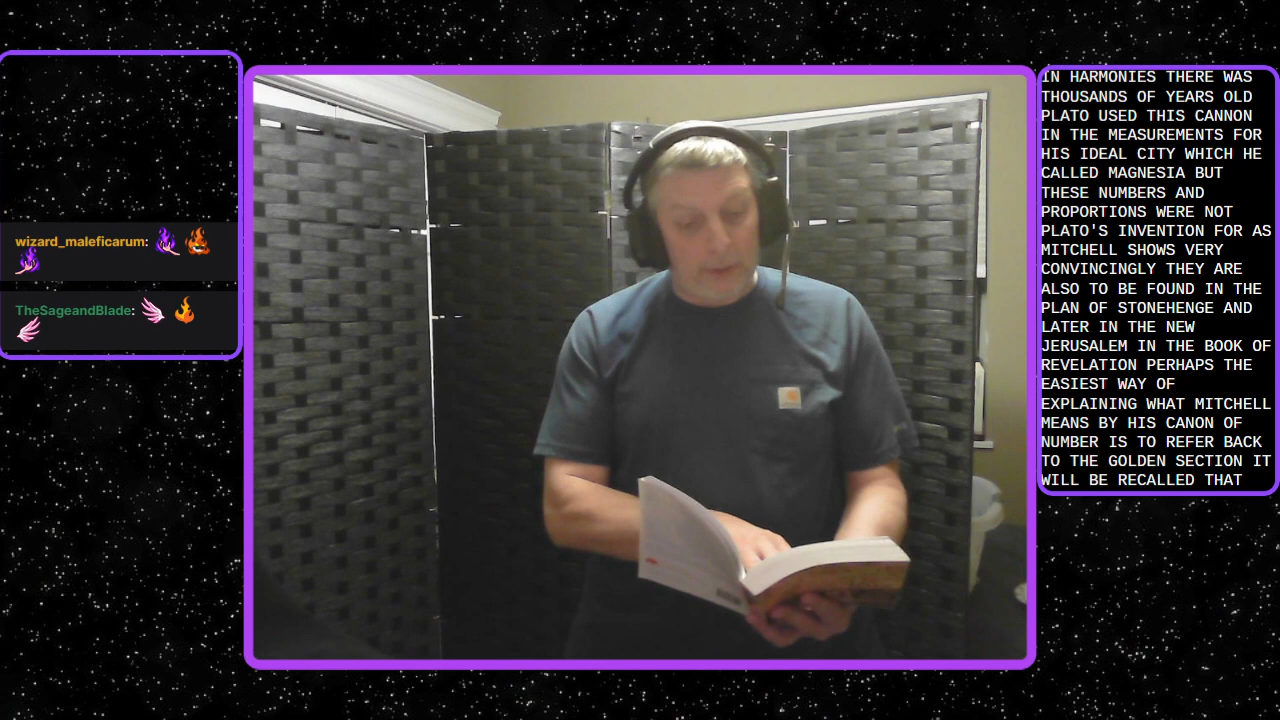 wizard_maleficarum:
TheSageandBlade:
IN HARMONIES THERE WAS
THOUSANDS OF YEARS OLD
PLATO USED THIS CANNON
IN THE MEASUREMENTS FOR
HIS IDEAL CITY WHICH HE
CALLED MAGNESIA BUT
THESE NUMBERS AND
PROPORTIONS WERE NOT
PLATO'S INVENTION FOR AS
MITCHELL SHOWS VERY
CONVINCINGLY THEY ARE
ALSO TO BE FOUND IN THE
PLAN OF STONEHENGE AND
LATER IN THE NEW
JERUSALEM IN THE BOOK OF
REVELATION PERHAPS THE
EASIEST WAY OF
EXPLAINING WHAT MITCHELL
MEANS BY HIS CANON OF
NUMBER IS TO REFER BACK
TO THE GOLDEN SECTION IT
WILL BE RECALLED THAT